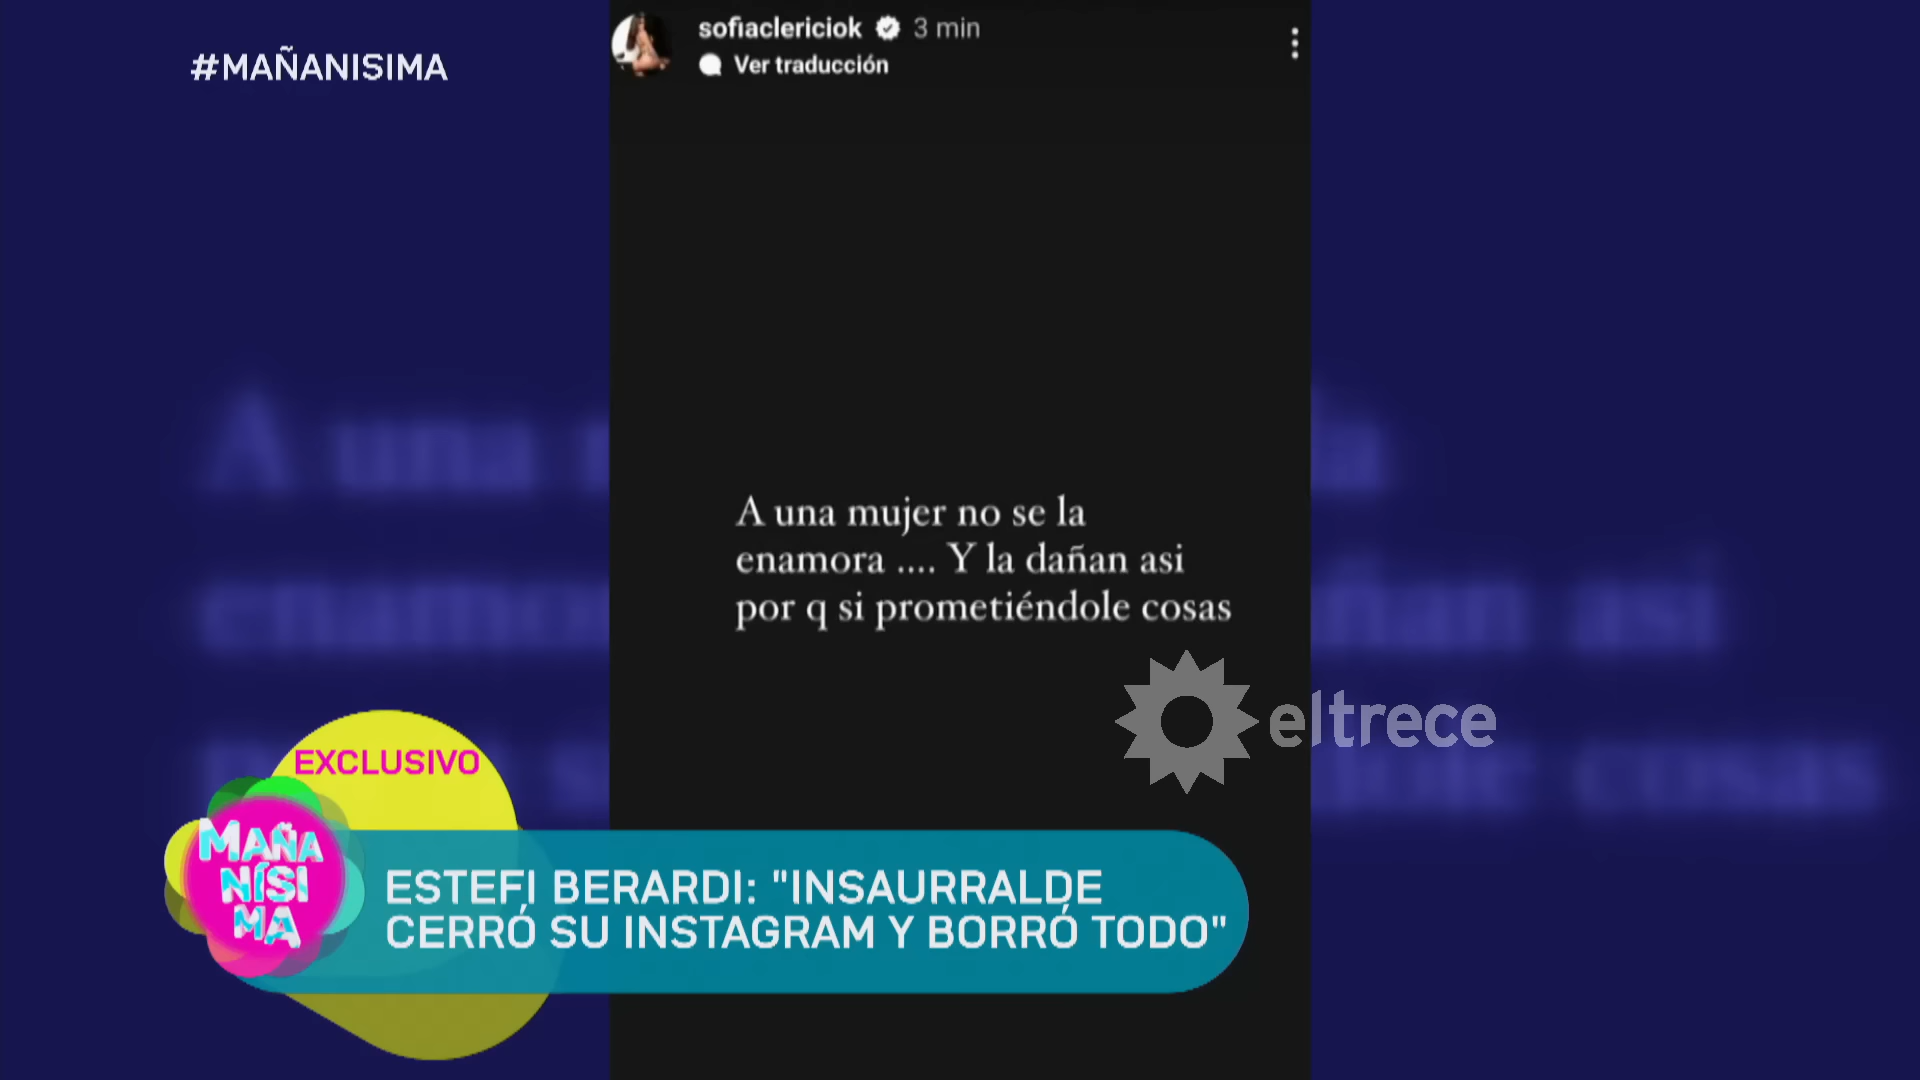 #MAÑANISIMA
sofiaclericiok 3 min
Ver traducción
A una mujer no se la
enamora .... Y la dañan asi
por q si prometiéndole cosas
eltrece
EXCLUSIVO
MAÑA
NÍSI
MA
ESTEFI BERARDI: "INSAURRALDE
CERRÓ SU INSTAGRAM Y BORRÓ TODO"